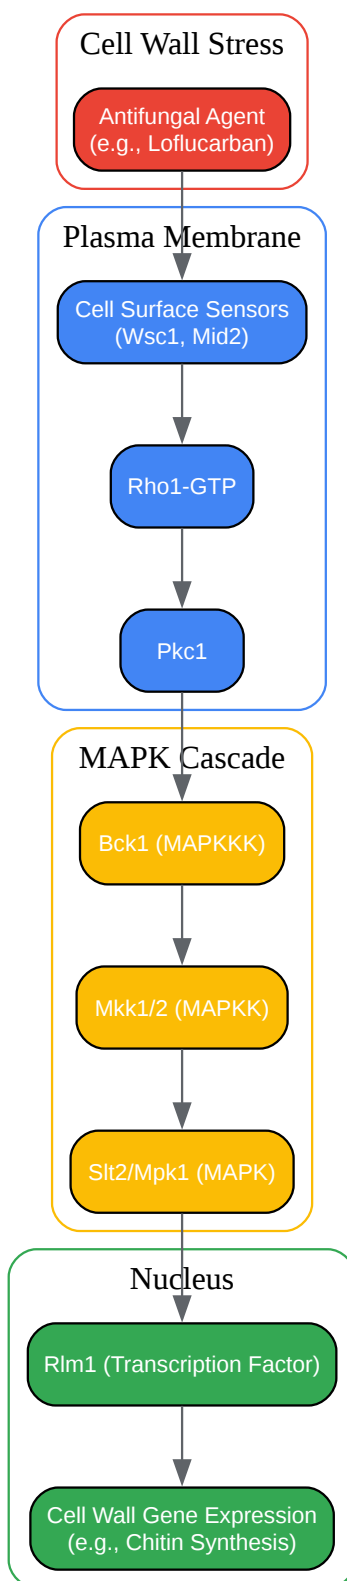 Cell Wall Stress
Antifungal Agent
(e.g., Loflucarban)
Plasma Membrane
Cell Surface Sensors
(Wsc1, Mid2)
Rho1-GTP
Pkc1
MAPK Cascade
Bck1 (MAPKKK)
Mkk1/2 (MAPKK)
Slt2/Mpk1 (MAPK)
Nucleus
Rlm1 (Transcription Factor)
Cell Wall Gene Expression
(e.g., Chitin Synthesis)